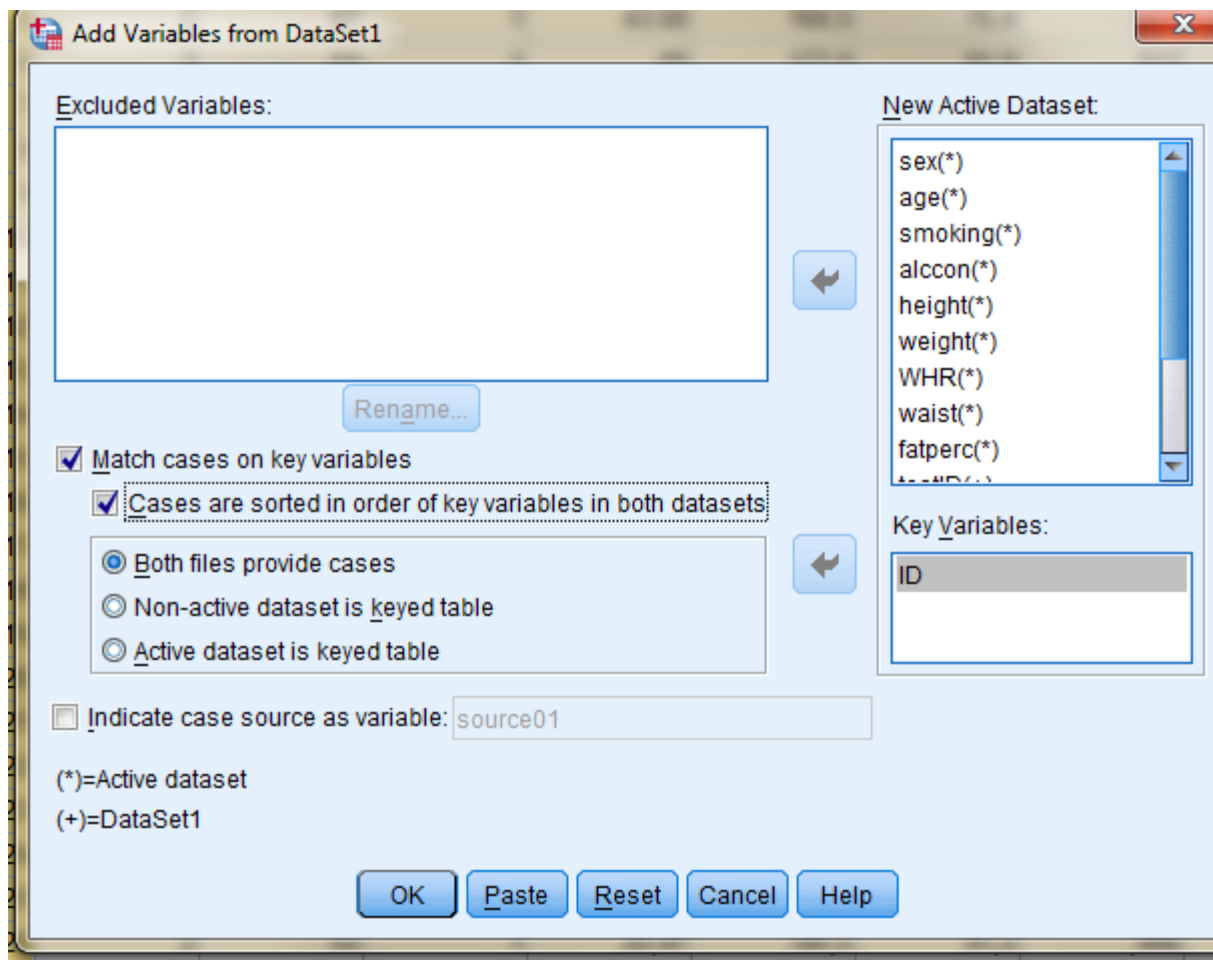 Add Variables from DataSet1
Excluded Variables:
New Active Dataset:
sex(*)
age(*)
smoking(*)
alccon(*)
height(*)
weight(*)
WHR(*)
waist(*)
fatperc(*)
Rename...
Match cases on key variables
Cases are sorted in order of key variables in both datasets
Both files provide cases
Non-active dataset is keyed table
Active dataset is keyed table
Key Variables:
ID
Indicate case source as variable: source01
(*)=Active dataset
(+)=DataSet1
OK Paste Reset Cancel Help